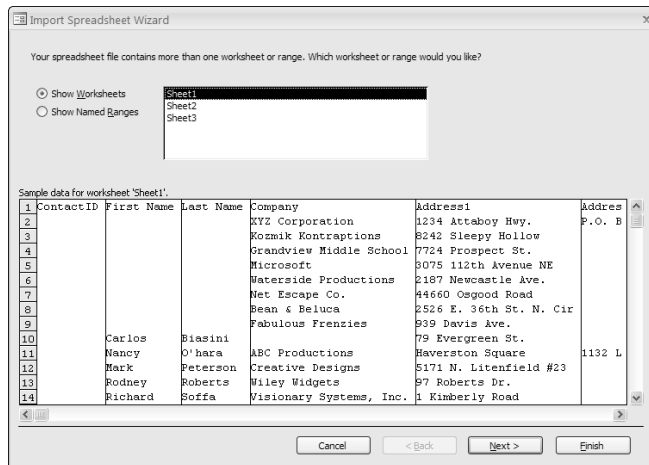 Import Spreadsheet Wizard
Your spreadsheet file contains more than one worksheet or range. Which worksheet or range would you like?
Show Worksheets
Show Named Ranges
Sheet1
Sheet2
Sheet3
Sample data for worksheet 'Sheet1'.
1 ContactID First Name Last Name Company Address1 Addres
2 XYZ Corporation 1234 Attaboy Hwy. P.O. B
3 Kozmik Kontraptions 8242 Sleepy Hollow
4 Grandview Middle School 7724 Prospect St.
5 Microsoft 3075 112th Avenue NE
6 Waterside Productions 2187 Newcastle Ave.
7 Net Escape Co. 44660 Osgood Road
8 Bean & Beluca 2526 E. 36th St. N. Cir
9 Fabulous Frenzies 939 Davis Ave.
10 Carlos Biasini 79 Evergreen St.
11 Nancy O'hara ABC Productions Haverston Square 1132 L
12 Mark Peterson Creative Designs 5171 N. Litenfield #23
13 Rodney Roberts Wiley Widgets 97 Roberts Dr.
14 Richard Soffa Visionary Systems, Inc. 1 Kimberly Road
Cancel < Back Next > Finish